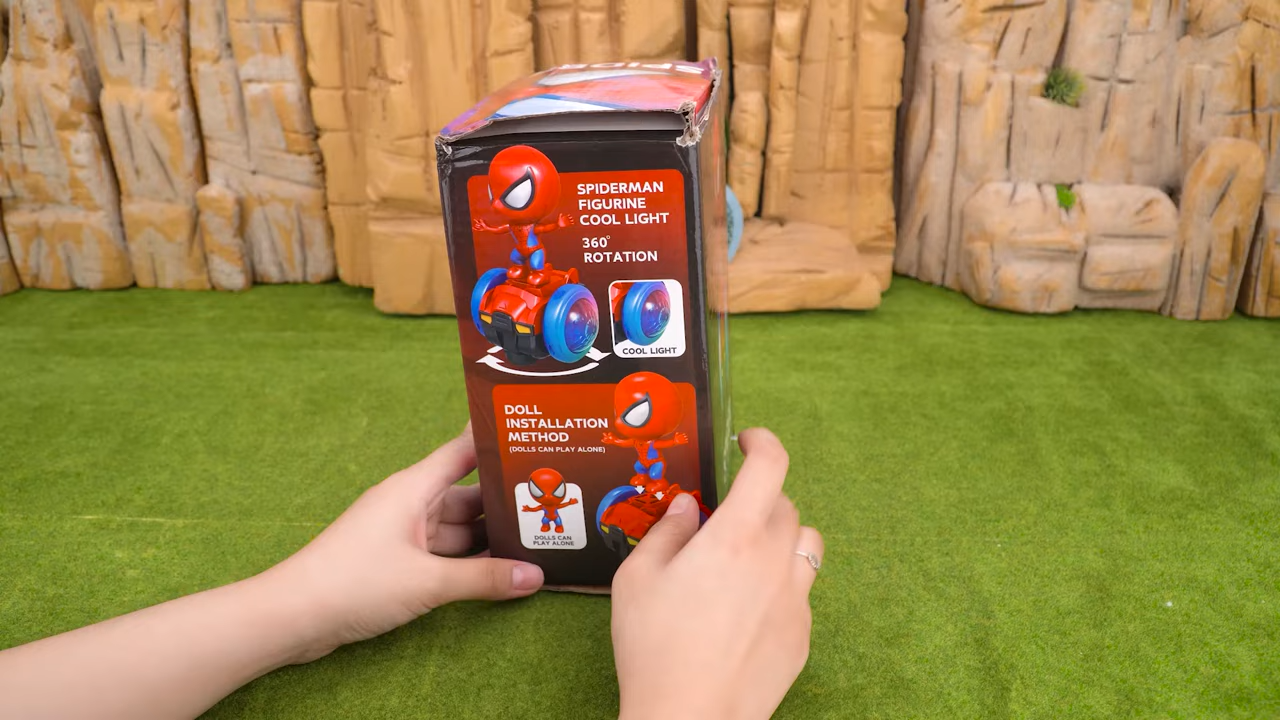 SPIDERMAN
FIGURINE
COOL LIGHT
360°
ROTATION
COOL LIGHT
DOLL
INSTALLATION
METHOD
(DOLLS CAN PLAY ALONE)
DOLLS CAN
PLAY ALONE